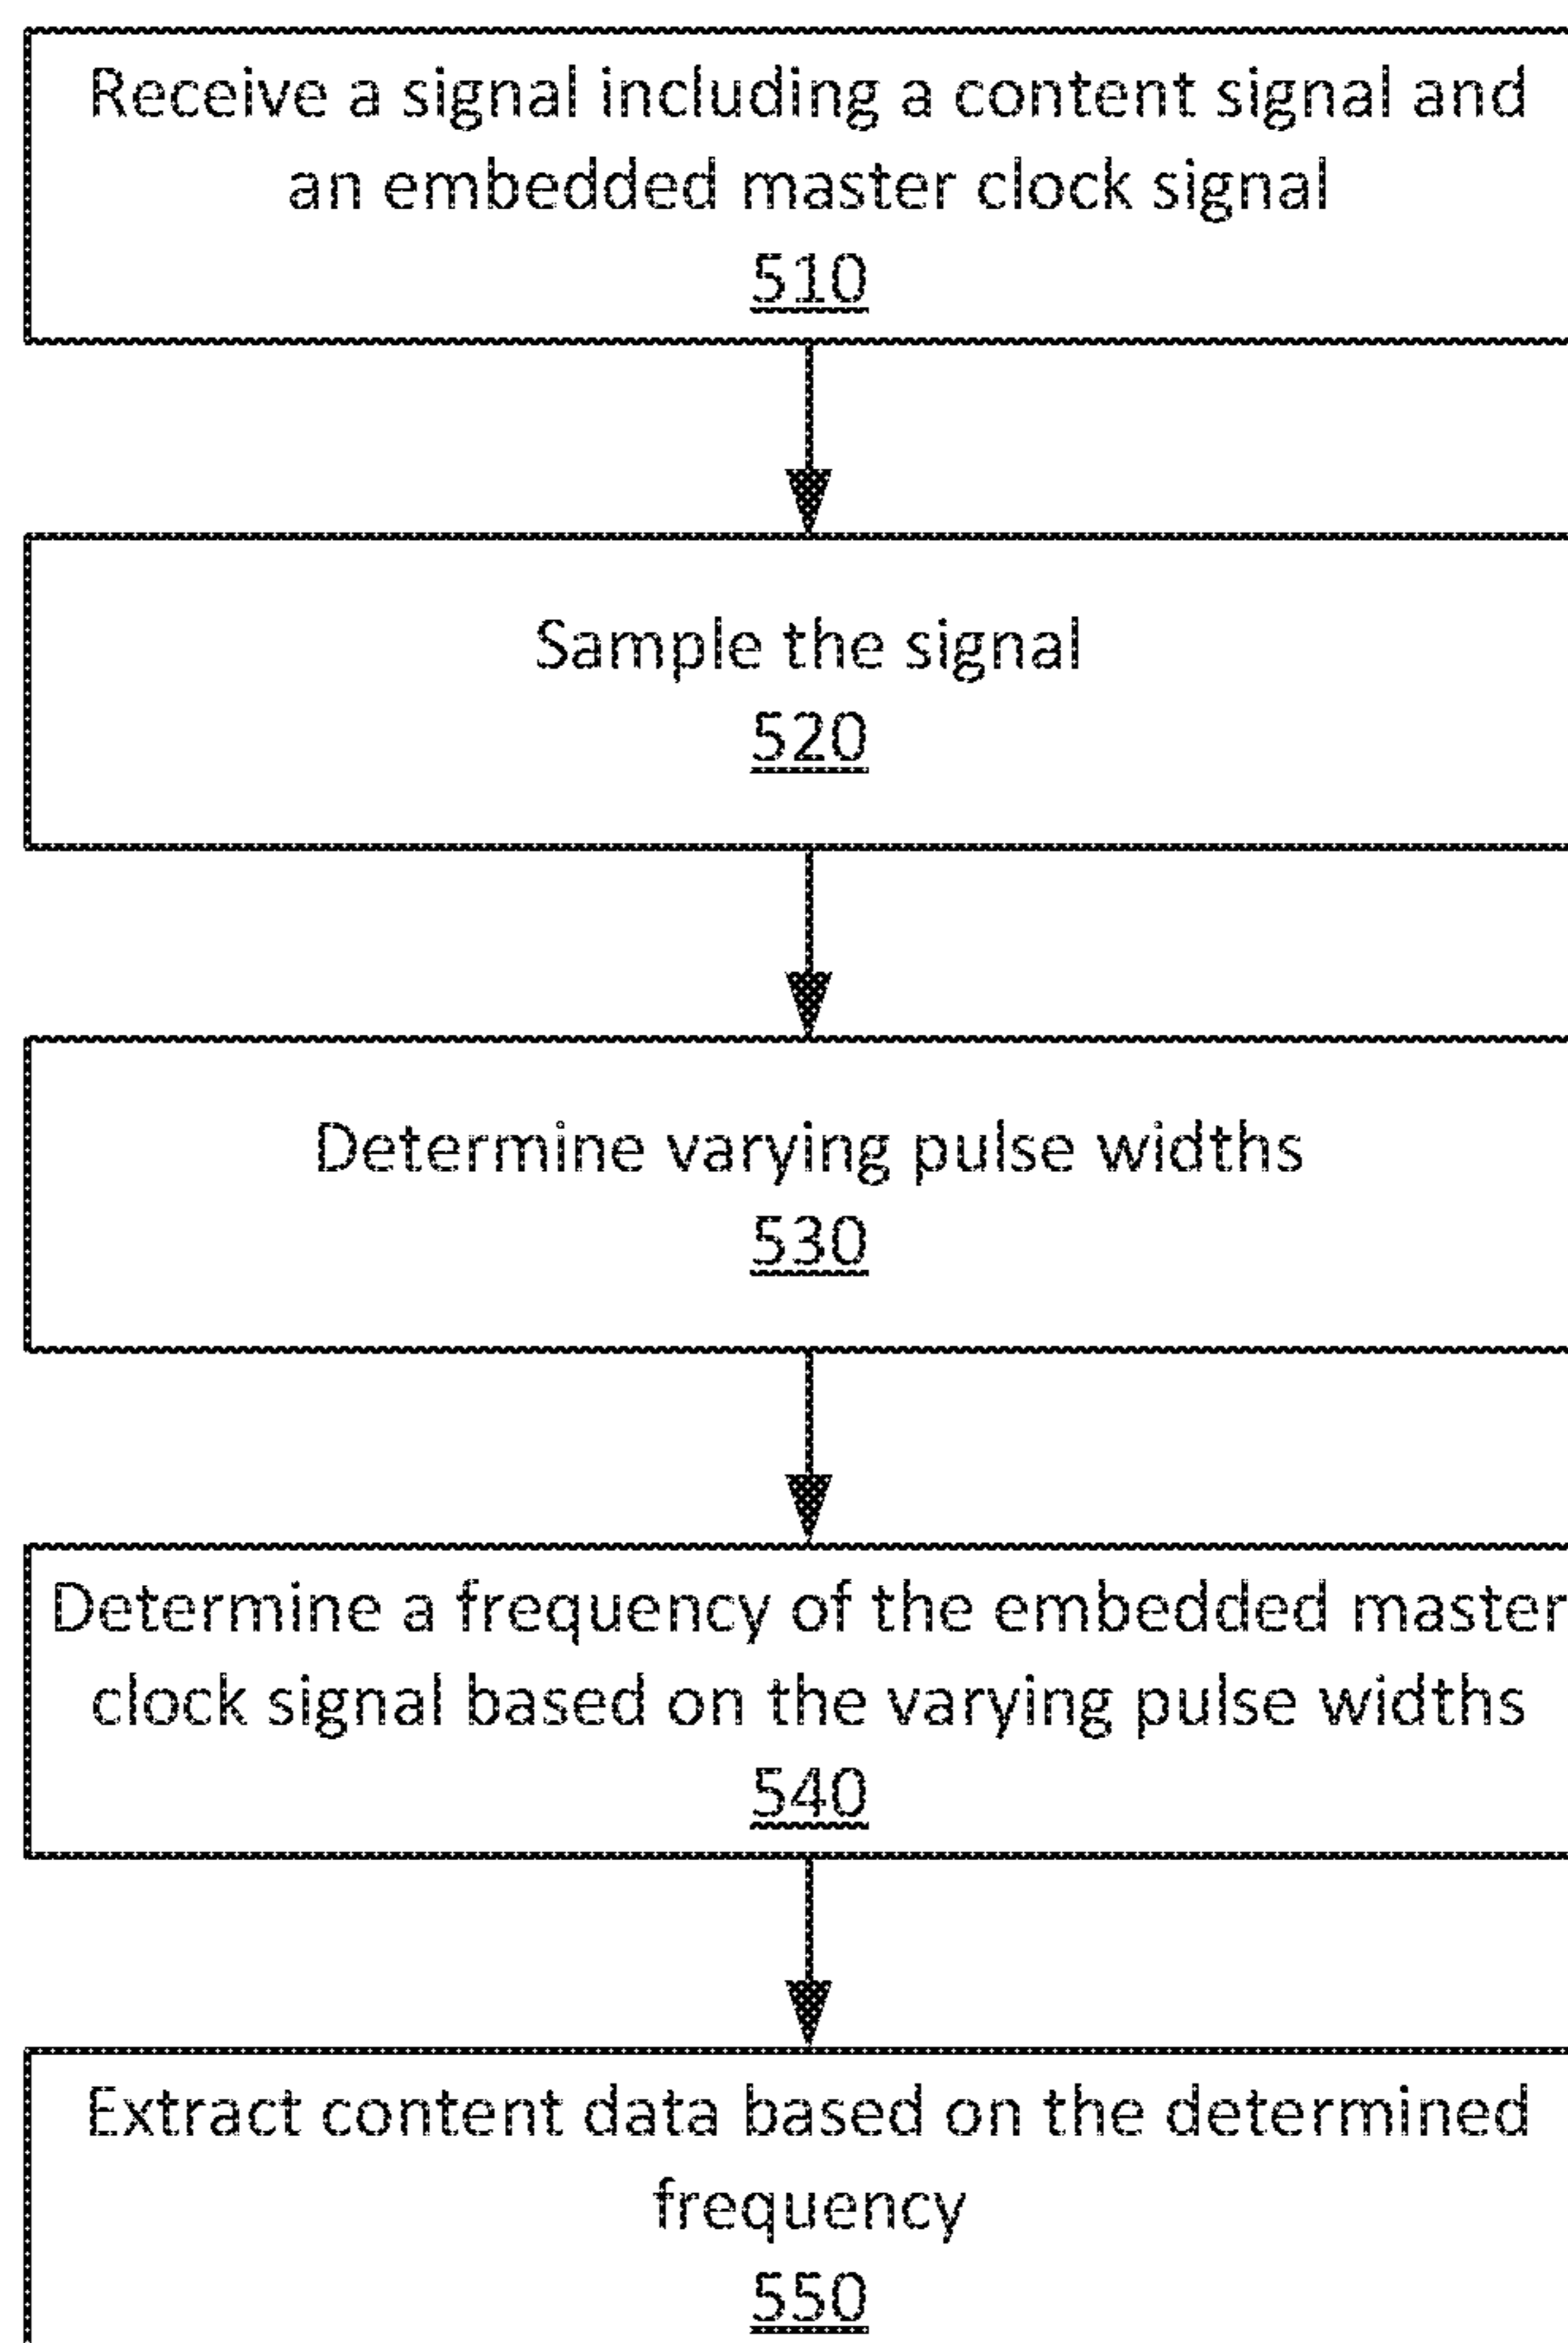 Receive a signal including a content signal and
an embedded master clock signal
510
Sample the signal
520
Determine varying pulse widths
530
Determine a frequency of the embedded master
clock signal based on the varying pulse widths
540
Extract content data based on the determined
frequency
550